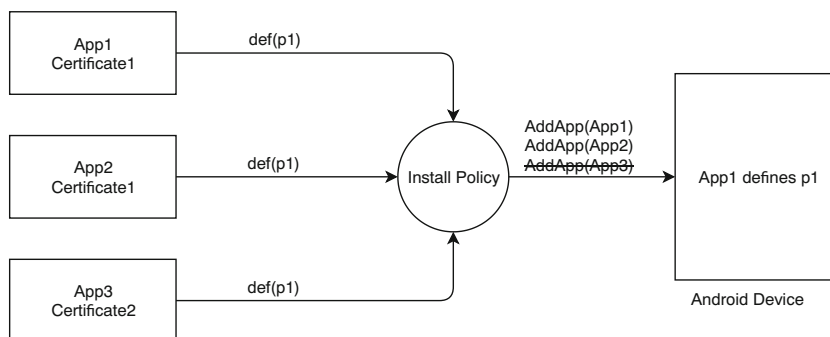 App1
Certificate1
def(p1)
App2
Certificate1
def(p1)
App3
Certificate2
def(p1)
Install Policy
AddApp(App1)
AddApp(App2)
AddApp(App3)
App1 defines p1
Android Device